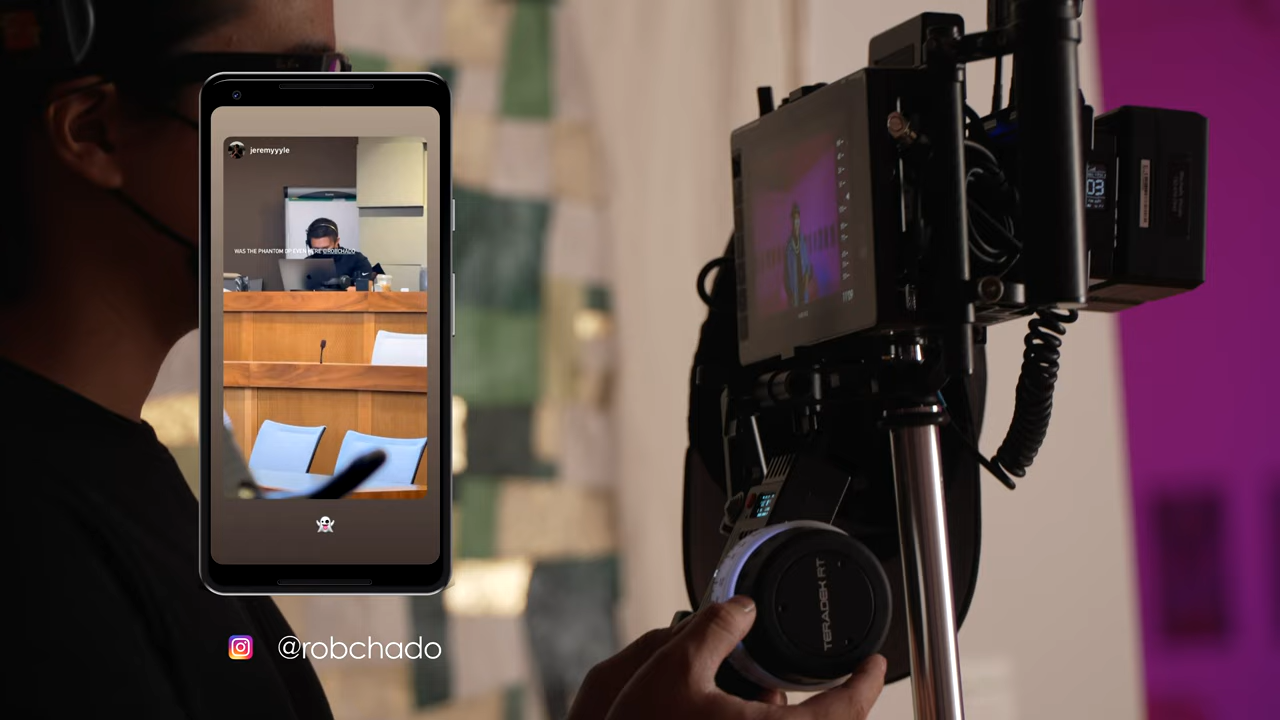 jeremyyyle
WAS THE PHANTOM OF EVEN HERE @ROBCHADO
@robchado
03
TERADEK RT